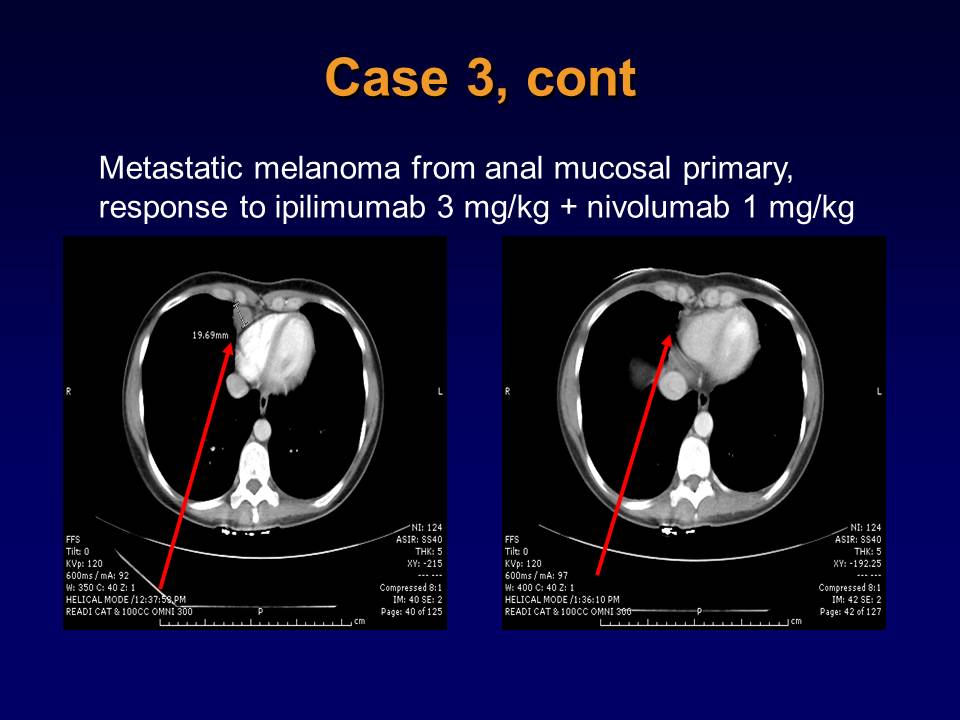 Case 3, cont
Metastatic melanoma from anal mucosal primary,
response to ipilimumab 3 mg/kg + nivolumab 1 mg/kg
19.69mm
R
L
FFS
Tilt: 0
KVp: 120
600ms / mA: 92
W: 350 C: 40 Z: 1
HELICAL MODE /12:37:53 PM
READI CAT & 100CC OMNI 300
P
NI: 124
ASIR: SS40
THK: 5
XY: -215
--- ---
Compressed 8:1
IM: 40 SE: 2
Page: 40 of 125
cm
R
L
FFS
Tilt: 0
KVp: 120
600ms / mA: 97
W: 400 C: 40 Z: 1
HELICAL MODE /1:36:10 PM
READI CAT & 100CC OMNI 300
P
NI: 124
ASIR: SS40
THK: 5
XY: -192.25
--- ---
Compressed 8:1
IM: 42 SE: 2
Page: 42 of 127
cm